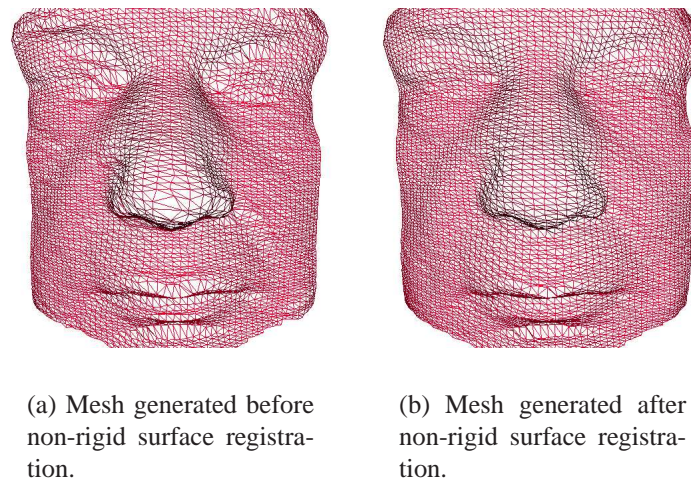 (a) Mesh generated before
non-rigid surface registra-
tion.
(b) Mesh generated after
non-rigid surface registra-
tion.